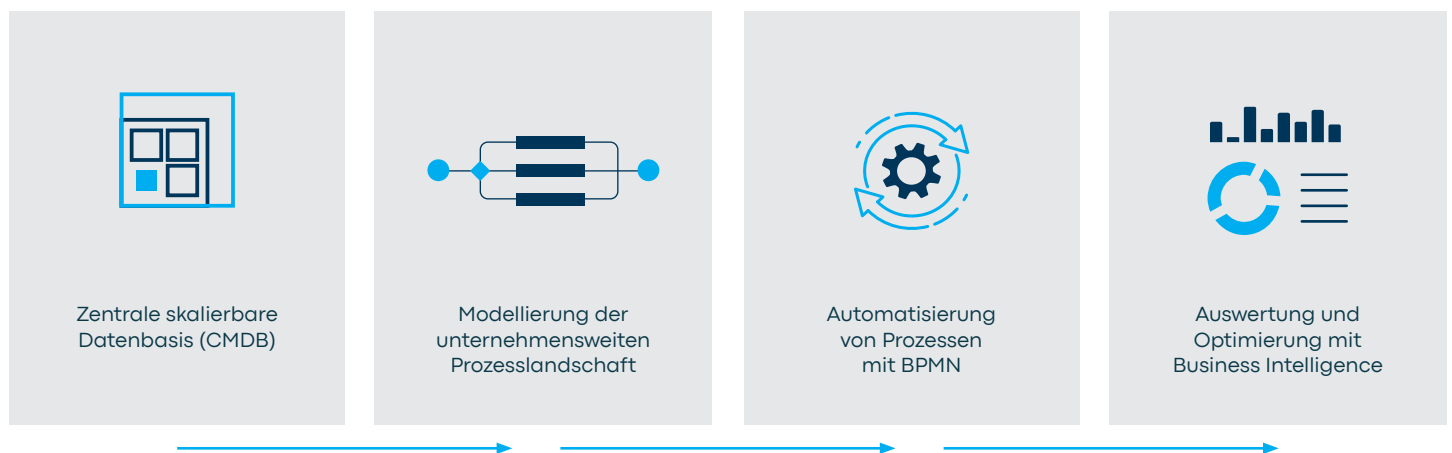 Zentrale skalierbare
Datenbasis (CMDB)
Modellierung der
unternehmensweiten
Prozesslandschaft
Automatisierung
von Prozessen
mit BPMN
Auswertung und
Optimierung mit
Business Intelligence